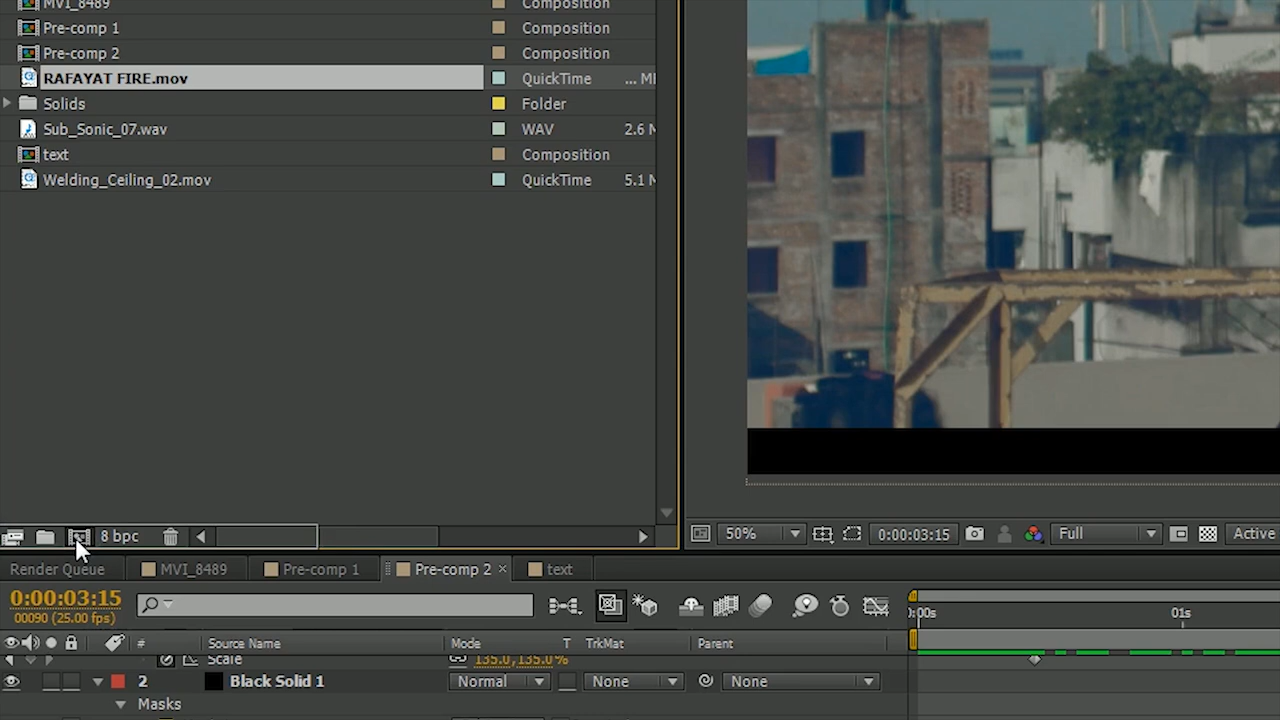 MVI_8489 Composition
Pre-comp 1 Composition
Pre-comp 2 Composition
RAFAYAT FIRE.mov QuickTime ... M
Solids Folder
Sub_Sonic_07.wav WAV 2.6 M
text Composition
Welding_Ceiling_02.mov QuickTime 5.1 M
8 bpc
50% 0:00:03:15 Full Active
Render Queue MVI_8489 Pre-comp 1 Pre-comp 2 × text
0:00:03:15
00090 (25.00 fps)
):00s 01s
# Source Name Mode T TrkMat Parent
Scale 135.0,135.0%
2 Black Solid 1 Normal None None
Masks